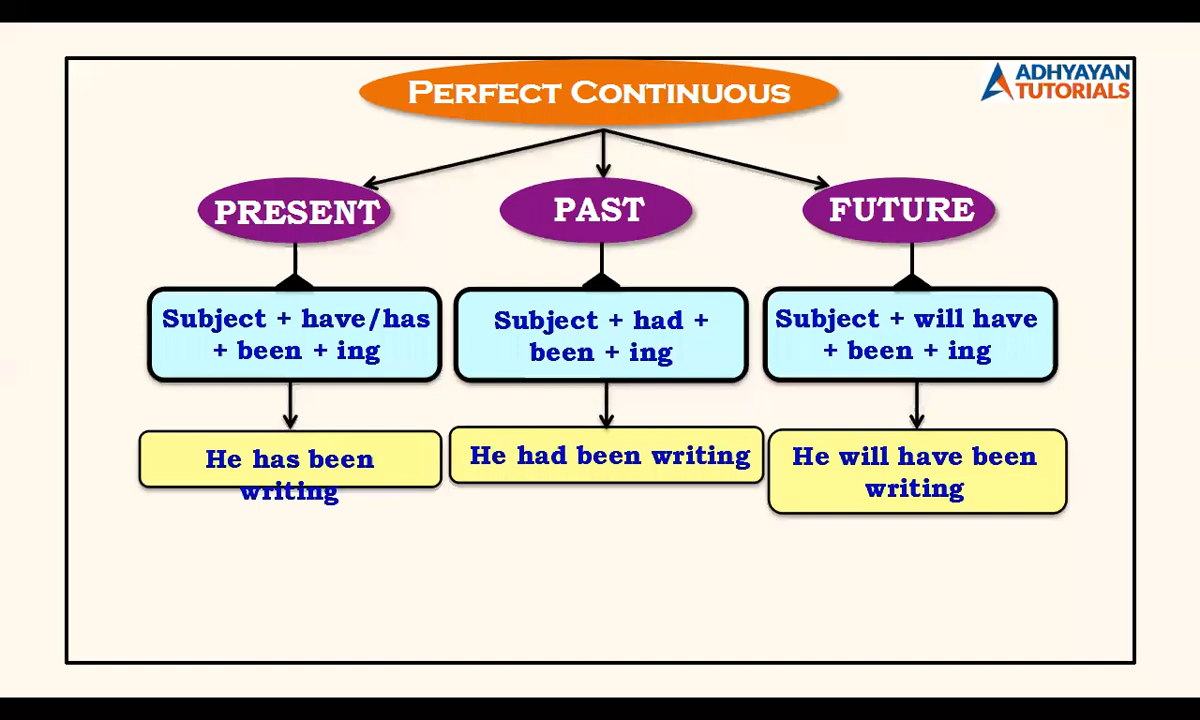 PERFECT CONTINUOUS
ADHYAYAN
TUTORIALS
PRESENT
PAST
FUTURE
Subject + have/has
+ been + ing
Subject + had +
been + ing
Subject + will have
+ been + ing
He has been
writing
He had been writing
He will have been
writing